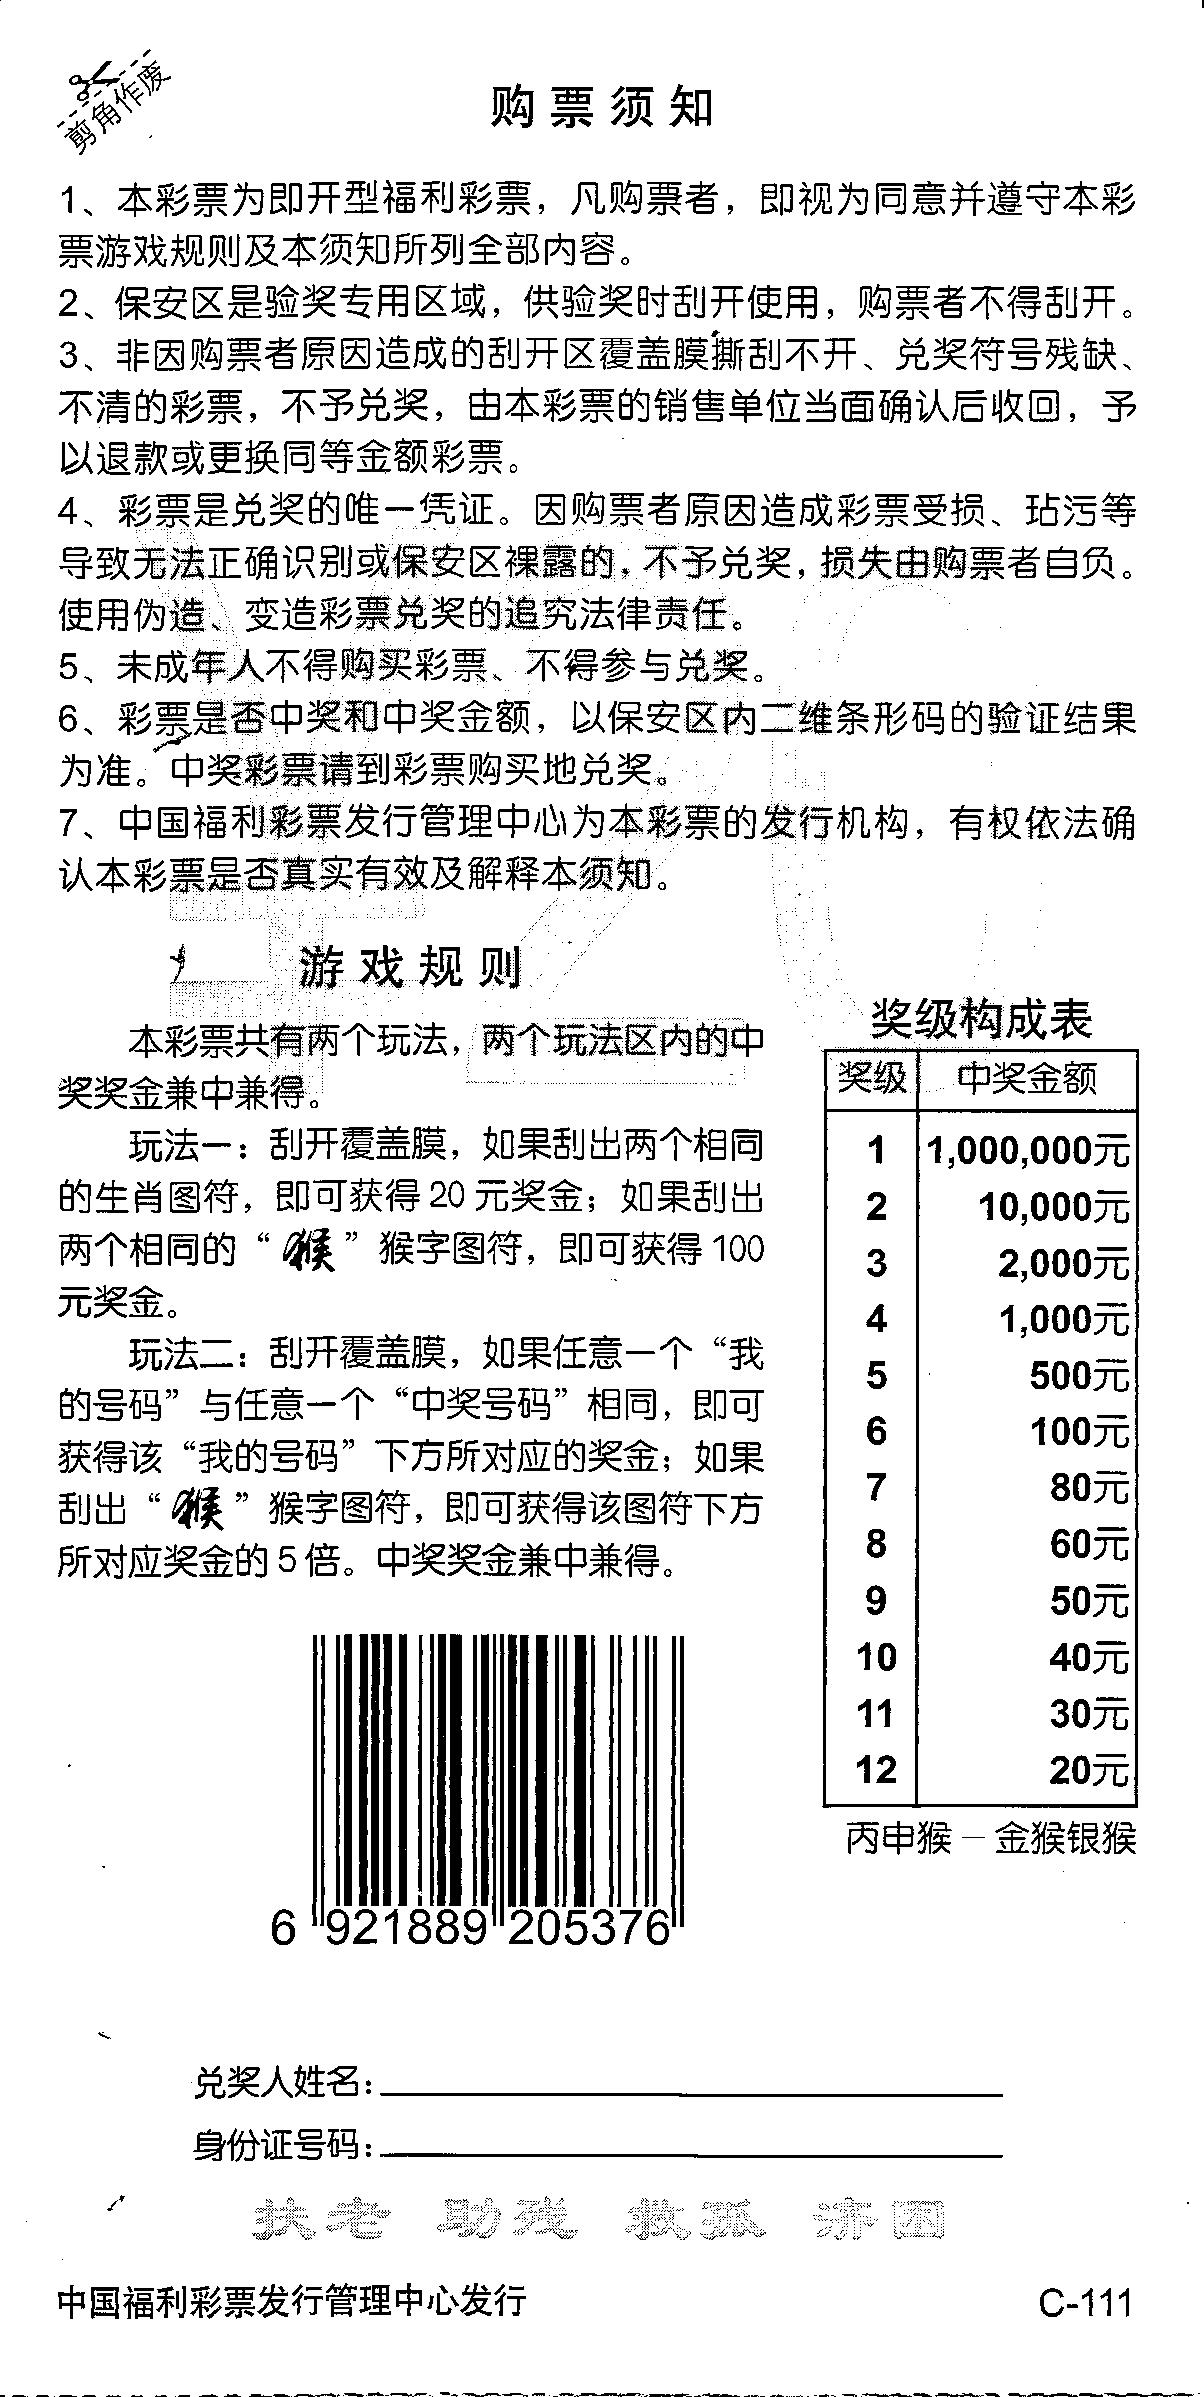 剪角作废
购票须知
1、本彩票为即开型福利彩票，凡购票者，即视为同意并遵守本彩
票游戏规则及本须知所列全部内容。
2、保安区是验奖专用区域，供验奖时刮开使用，购票者不得刮开。
3、非因购票者原因造成的刮开区覆盖膜撕刮不开、兑奖符号残缺、
不清的彩票，不予兑奖，由本彩票的销售单位当面确认后收回，予
以退款或更换同等金额彩票。
4、彩票是兑奖的唯一凭证。因购票者原因造成彩票受损、玷污等
导致无法正确识别或保安区裸露的，不予兑奖，损失由购票者自负。
使用伪造、变造彩票兑奖的追究法律责任。
5、未成年人不得购买彩票、不得参与兑奖。
6、彩票是否中奖和中奖金额，以保安区内二维条形码的验证结果
为准。中奖彩票请到彩票购买地兑奖。
7、中国福利彩票发行管理中心为本彩票的发行机构，有权依法确
认本彩票是否真实有效及解释本须知。
游戏规则
本彩票共有两个玩法，两个玩法区内的中
奖奖金兼中兼得。
玩法一：刮开覆盖膜，如果刮出两个相同
的生肖图符，即可获得20元奖金；如果刮出
两个相同的“猴”猴字图符，即可获得100
元奖金。
玩法二：刮开覆盖膜，如果任意一个“我
的号码”与任意一个“中奖号码”相同，即可
获得该“我的号码”下方所对应的奖金；如果
刮出“猴”猴字图符，即可获得该图符下方
所对应奖金的5倍。中奖奖金兼中兼得。
奖级构成表
奖级 中奖金额
1 1,000,000元
2 10,000元
3 2,000元
4 1,000元
5 500元
6 100元
7 80元
8 60元
9 50元
10 40元
11 30元
12 20元
丙申猴－金猴银猴
6 921889 205376
兑奖人姓名：
身份证号码：
扶老 助残 救孤 济困
中国福利彩票发行管理中心发行 C-111